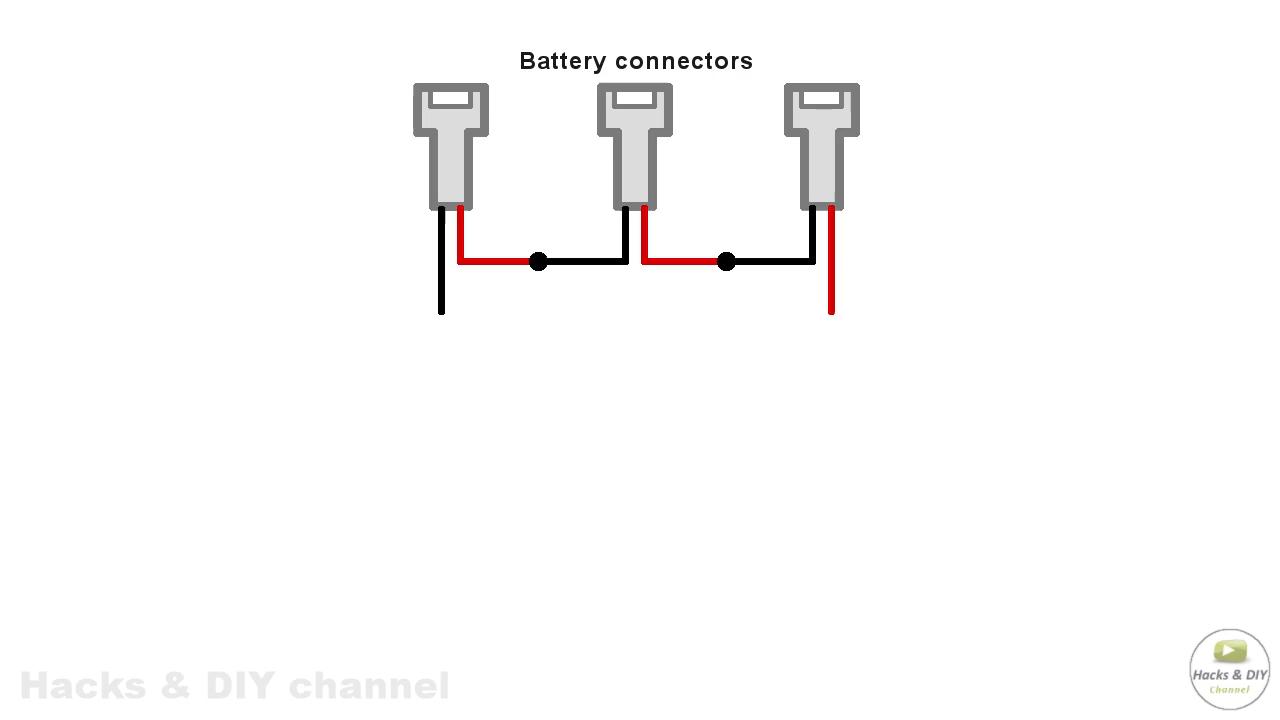 Battery connectors
Hacks & DIY channel
Hacks & DIY
Channel